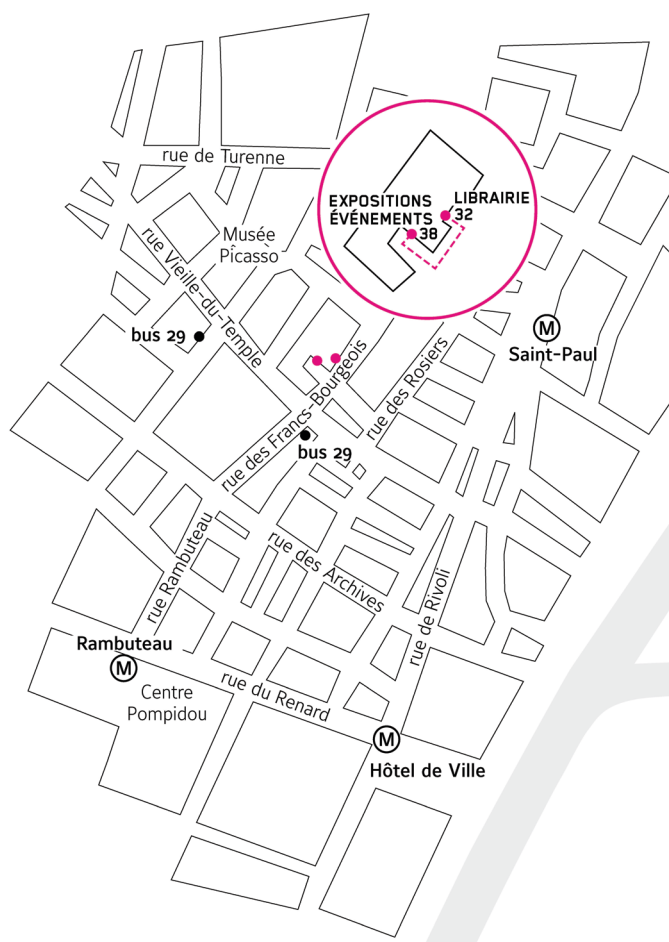 rue de Turenne
EXPOSITIONS
ÉVÉNEMENTS
38
LIBRAIRIE
32
Musée
Picasso
rue Vieille-du-Temple
bus 29
M
Saint-Paul
rue des Rosiers
rue des Francs-Bourgeois
bus 29
rue Rambuteau
rue des Archives
rue de Rivoli
Rambuteau
M
Centre
Pompidou
rue du Renard
M
Hôtel de Ville